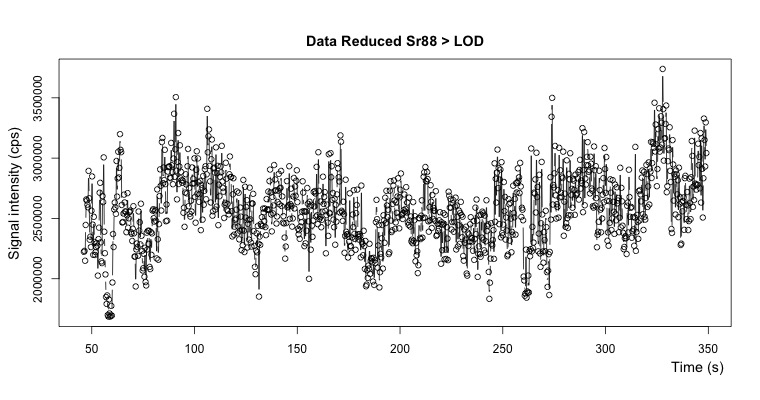 Data Reduced Sr88 > LOD
Signal intensity (cps)
3500000
3000000
2500000
2000000
50 100 150 200 250 300 350
Time (s)